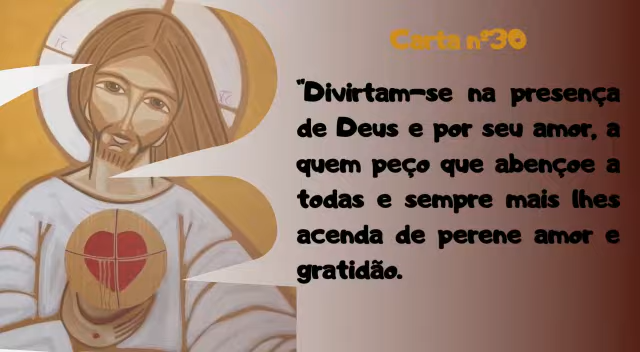 Carta nº30
"Divirtam-se na presença
de Deus e por seu amor, a
quem peço que abençoe a
todas e sempre mais lhes
acenda de perene amor e
gratidão.